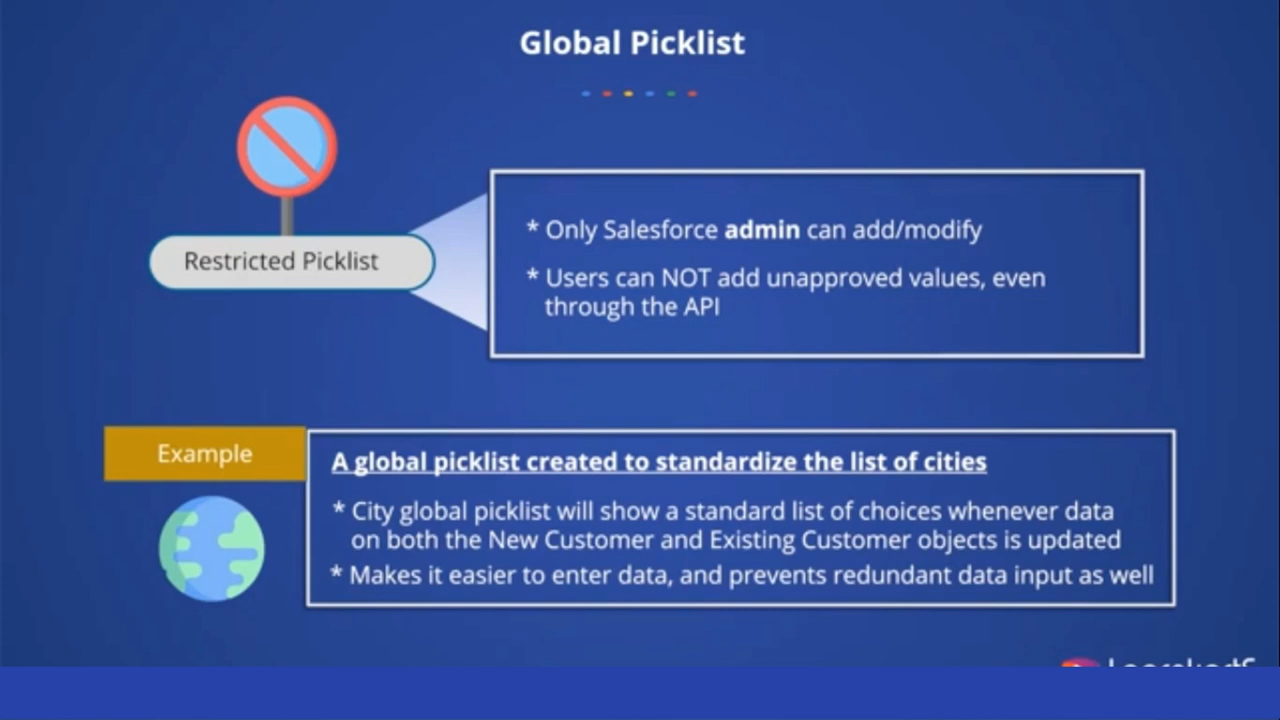 Global Picklist
Restricted Picklist
* Only Salesforce admin can add/modify
* Users can NOT add unapproved values, even
through the API
Example
A global picklist created to standardize the list of cities
* City global picklist will show a standard list of choices whenever data
on both the New Customer and Existing Customer objects is updated
* Makes it easier to enter data, and prevents redundant data input as well